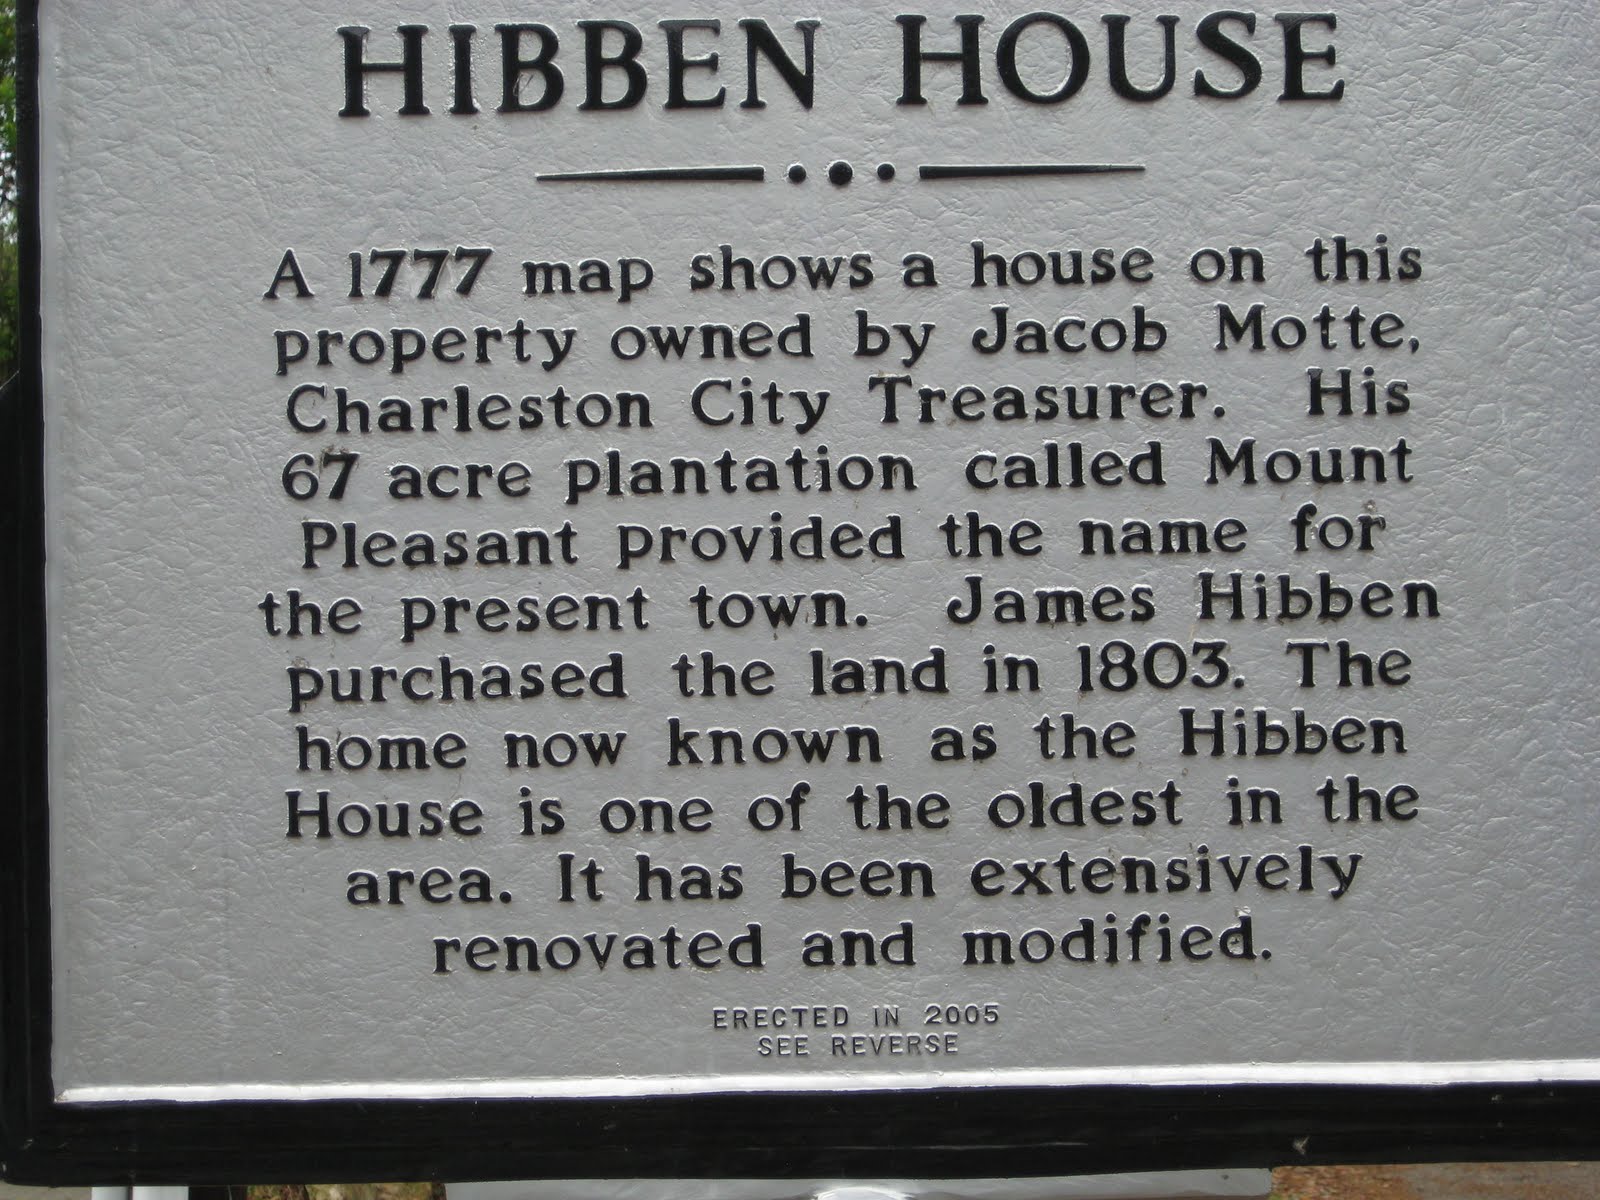 HIBBEN HOUSE
A 1777 map shows a house on this
property owned by Jacob Motte,
Charleston City Treasurer. His
67 acre plantation called Mount
Pleasant provided the name for
the present town. James Hibben
purchased the land in 1803. The
home now known as the Hibben
House is one of the oldest in the
area. It has been extensively
renovated and modified.
ERECTED IN 2005
SEE REVERSE